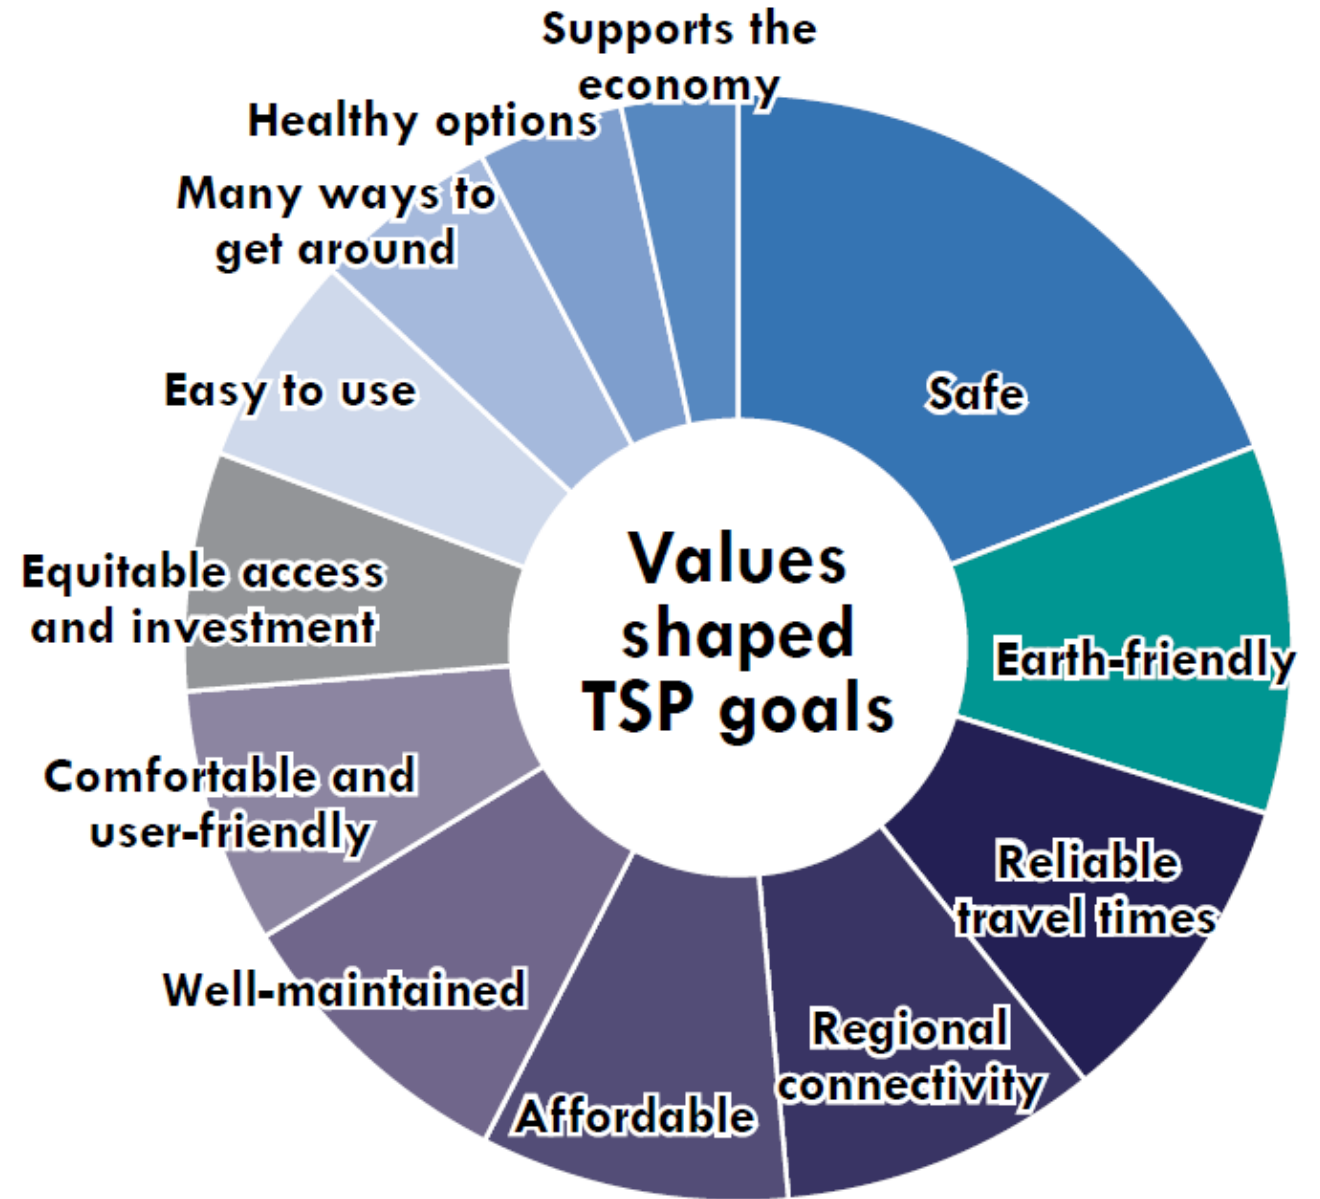 Supports the
economy
Healthy options
Many ways to
get around
Easy to use
Safe
Equitable access
and investment
Values
shaped
TSP goals
Earth-friendly
Comfortable and
user-friendly
Reliable
travel times
Well-maintained
Regional
connectivity
Affordable